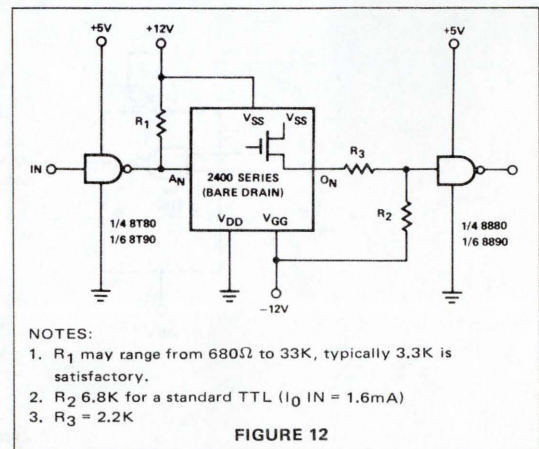 +5V
+12V
+5V
R1
VSS
VSS
R3
IN
AN
2400 SERIES
(BARE DRAIN)
ON
R2
1/4 8T80
1/6 8T90
VDD
VGG
1/4 8880
1/6 8890
-12V
NOTES:
1. R1 may range from 680Ω to 33K, typically 3.3K is
satisfactory.
2. R2 6.8K for a standard TTL (I0 IN = 1.6mA)
3. R3 = 2.2K
FIGURE 12